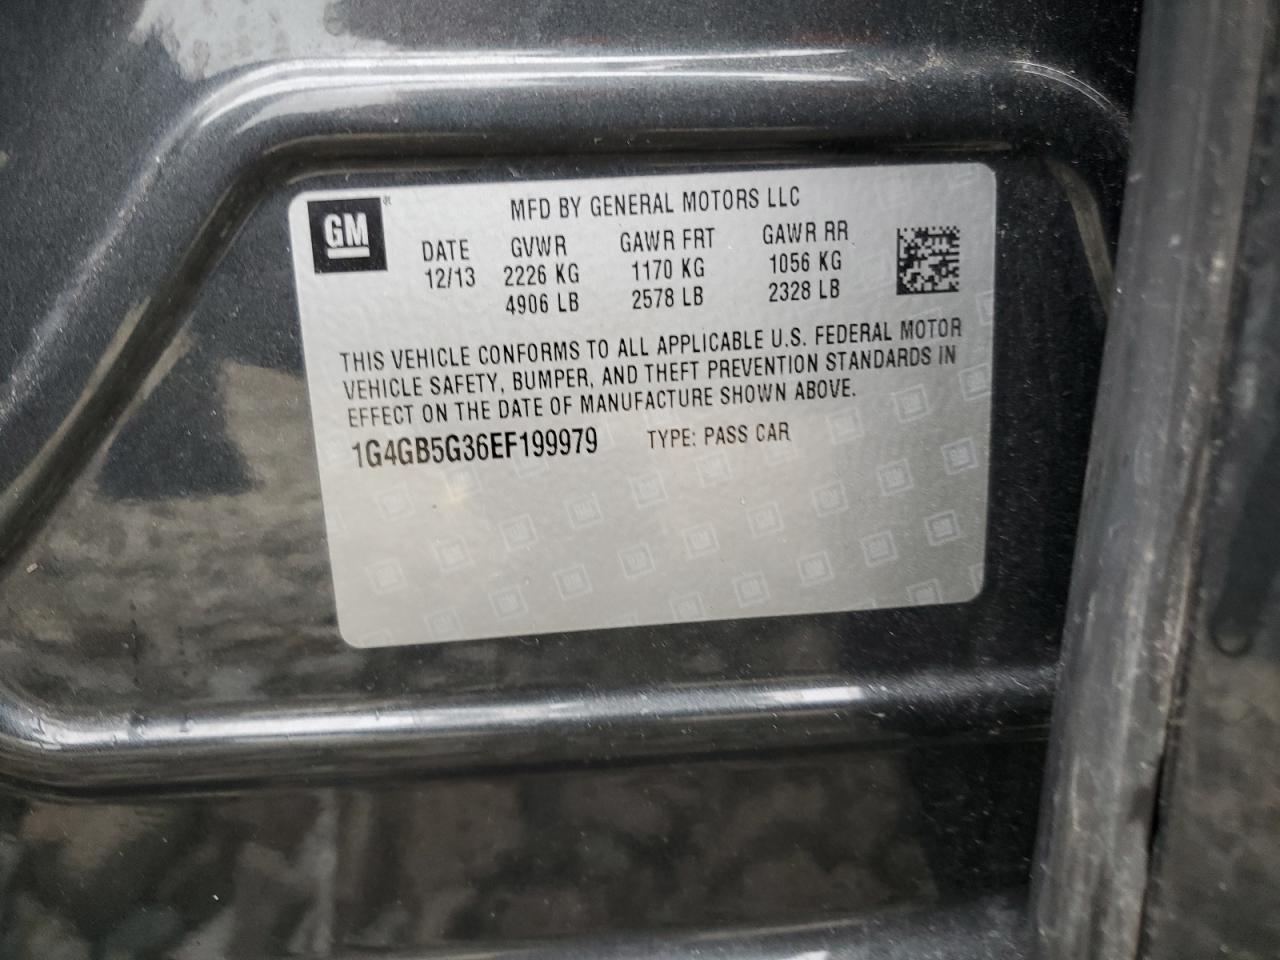 GM
MFD BY GENERAL MOTORS LLC
DATE GVWR GAWR FRT GAWR RR
12/13 2226 KG 1170 KG 1056 KG
4906 LB 2578 LB 2328 LB
THIS VEHICLE CONFORMS TO ALL APPLICABLE U.S. FEDERAL MOTOR
VEHICLE SAFETY, BUMPER, AND THEFT PREVENTION STANDARDS IN
EFFECT ON THE DATE OF MANUFACTURE SHOWN ABOVE.
1G4GB5G36EF199979 TYPE: PASS CAR